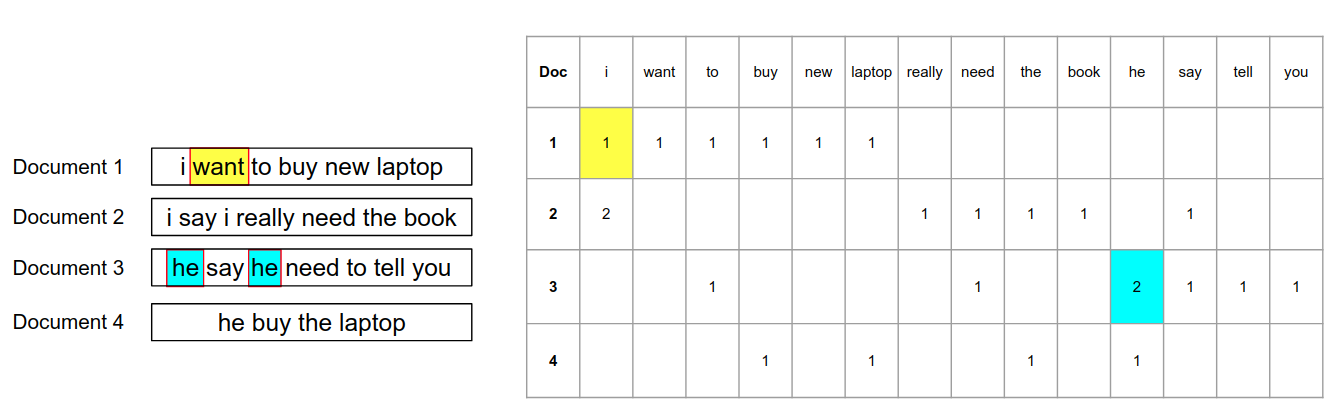 Document 1 i want to buy new laptop
Document 2 i say i really need the book
Document 3 he say he need to tell you
Document 4 he buy the laptop
Doc i want to buy new laptop really need the book he say tell you
1 1 1 1 1 1 1
2 2 1 1 1 1 1
3 1 1 2 1 1 1
4 1 1 1 1